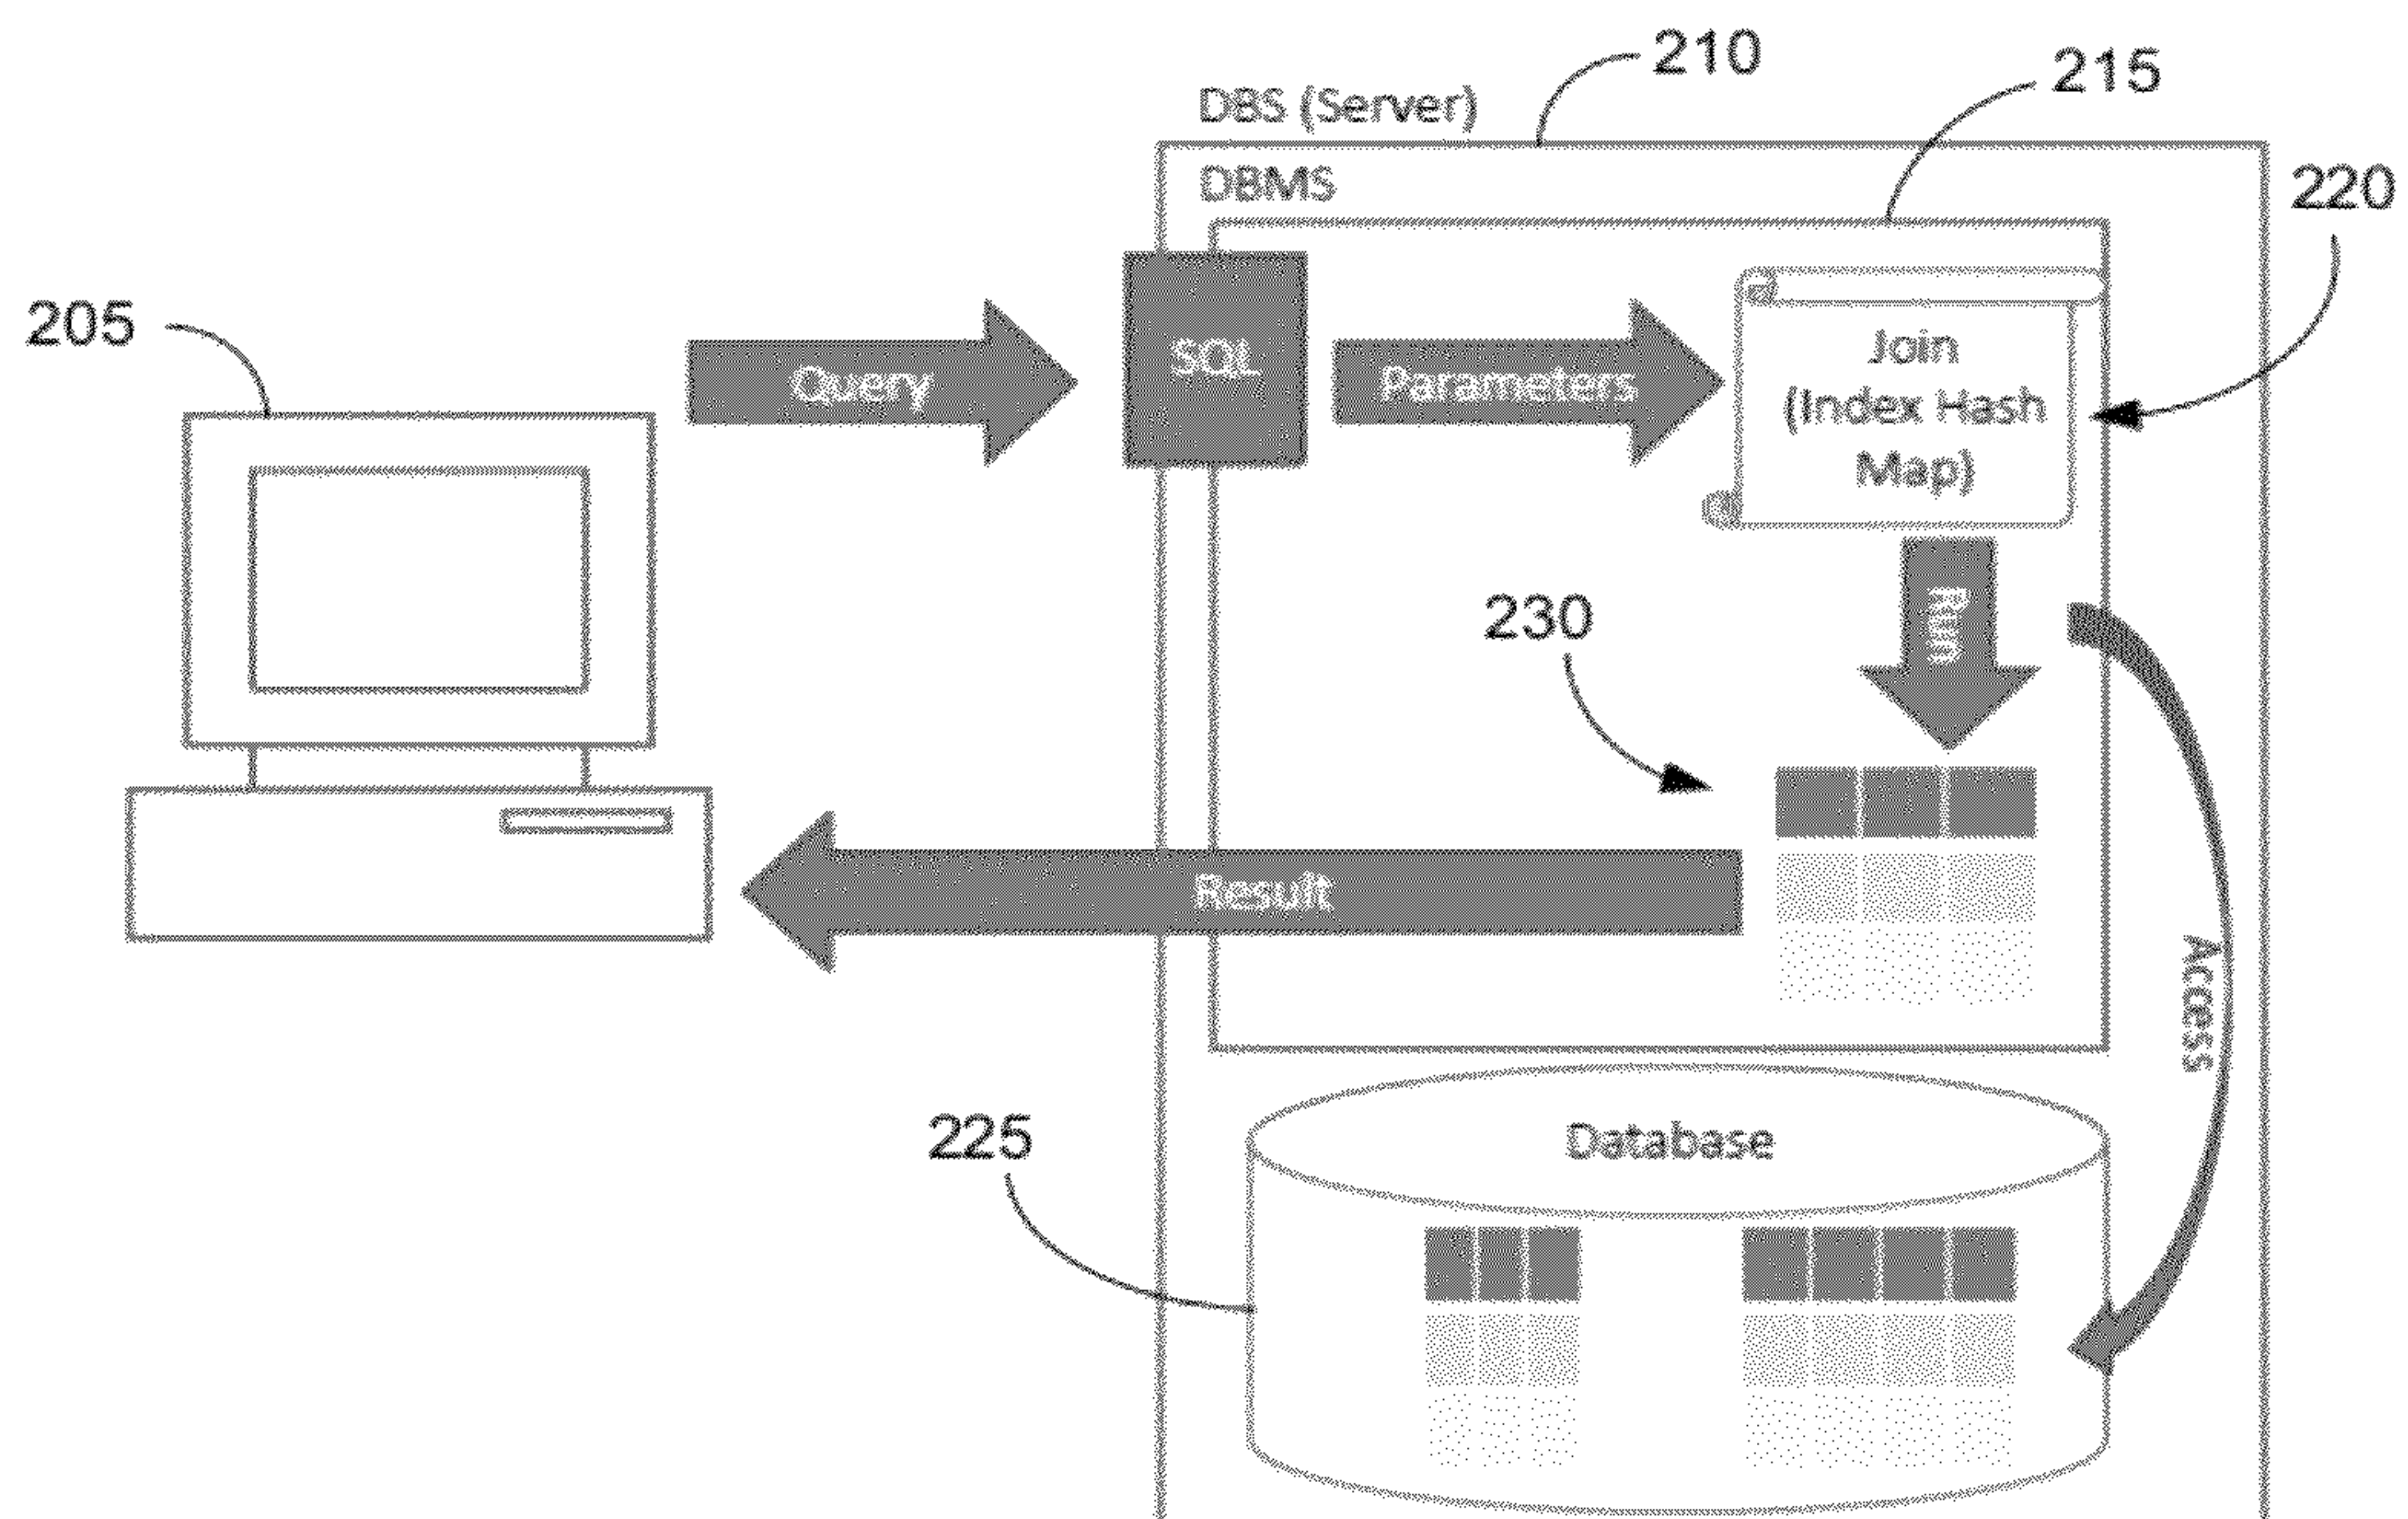 210
215
DBS (Server)
DBMS
220
205
Query
SQL
Parameters
Join
(Index Hash
Map)
Run
230
Result
Access
225
Database